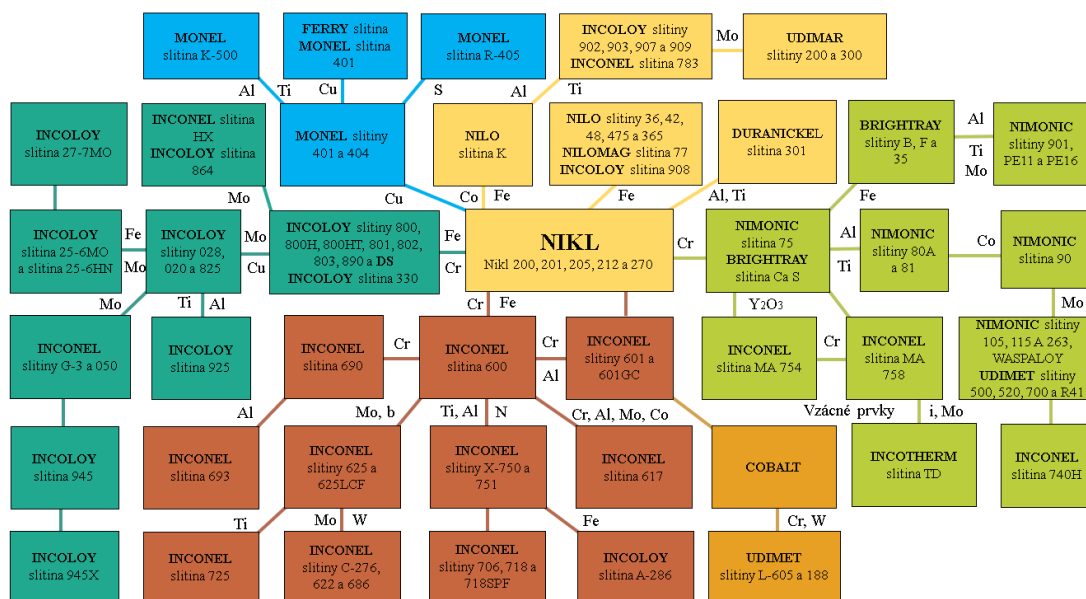 MONEL
slitina K-500
FERRY slitina
MONEL slitina
401
MONEL
slitina R-405
INCOLOY slitiny
902, 903, 907 a 909
INCONEL slitina 783
Mo
UDIMAR
slitiny 200 a 300
Al
Ti
Cu
S
Al
Ti
INCOLOY
slitina 27-7MO
INCONEL slitina
HX
INCOLOY slitina
864
MONEL slitiny
401 a 404
NILO
slitina K
NILO slitiny 36, 42,
48, 475 a 365
NILOMAG slitina 77
INCOLOY slitina 908
DURANICKEL
slitina 301
BRIGHTRAY
slitiny B, F a
35
Al
Ti
Mo
NIMONIC
slitiny 901,
PE11 a PE16
Mo
Cu
Co
Fe
Fe
Al, Ti
Fe
INCOLOY
slitina 25-6MO
a slitina 25-6HN
Fe
Mo
INCOLOY
slitiny 028,
020 a 825
Mo
Cu
INCOLOY slitiny 800,
800H, 800HT, 801, 802,
803, 890 a DS
INCOLOY slitina 330
Fe
Cr
NIKL
Nikl 200, 201, 205, 212 a 270
Cr
NIMONIC
slitina 75
BRIGHTRAY
slitina Ca S
Al
Ti
NIMONIC
slitiny 80A
a 81
Co
NIMONIC
slitina 90
Mo
Ti
Al
Cr
Fe
Y2O3
Mo
INCONEL
slitiny G-3 a 050
INCOLOY
slitina 925
INCONEL
slitina 690
Cr
INCONEL
slitina 600
Cr
Al
INCONEL
slitiny 601 a
601GC
INCONEL
slitina MA 754
Cr
INCONEL
slitina MA
758
NIMONIC slitiny
105, 115 A 263,
WASPALOY
UDIMET slitiny
500, 520, 700 a R41
Al
Mo, b
Ti, Al
N
Cr, Al, Mo, Co
Vzácné prvky
i, Mo
INCOLOY
slitina 945
INCONEL
slitina 693
INCONEL
slitiny 625 a
625LCF
INCONEL
slitiny X-750 a
751
INCONEL
slitina 617
COBALT
INCOTHERM
slitina TD
INCONEL
slitina 740H
Ti
Mo
W
Fe
Cr, W
INCOLOY
slitina 945X
INCONEL
slitina 725
INCONEL
slitiny C-276,
622 a 686
INCONEL
slitiny 706, 718 a
718SPF
INCOLOY
slitina A-286
UDIMET
slitiny L-605 a 188